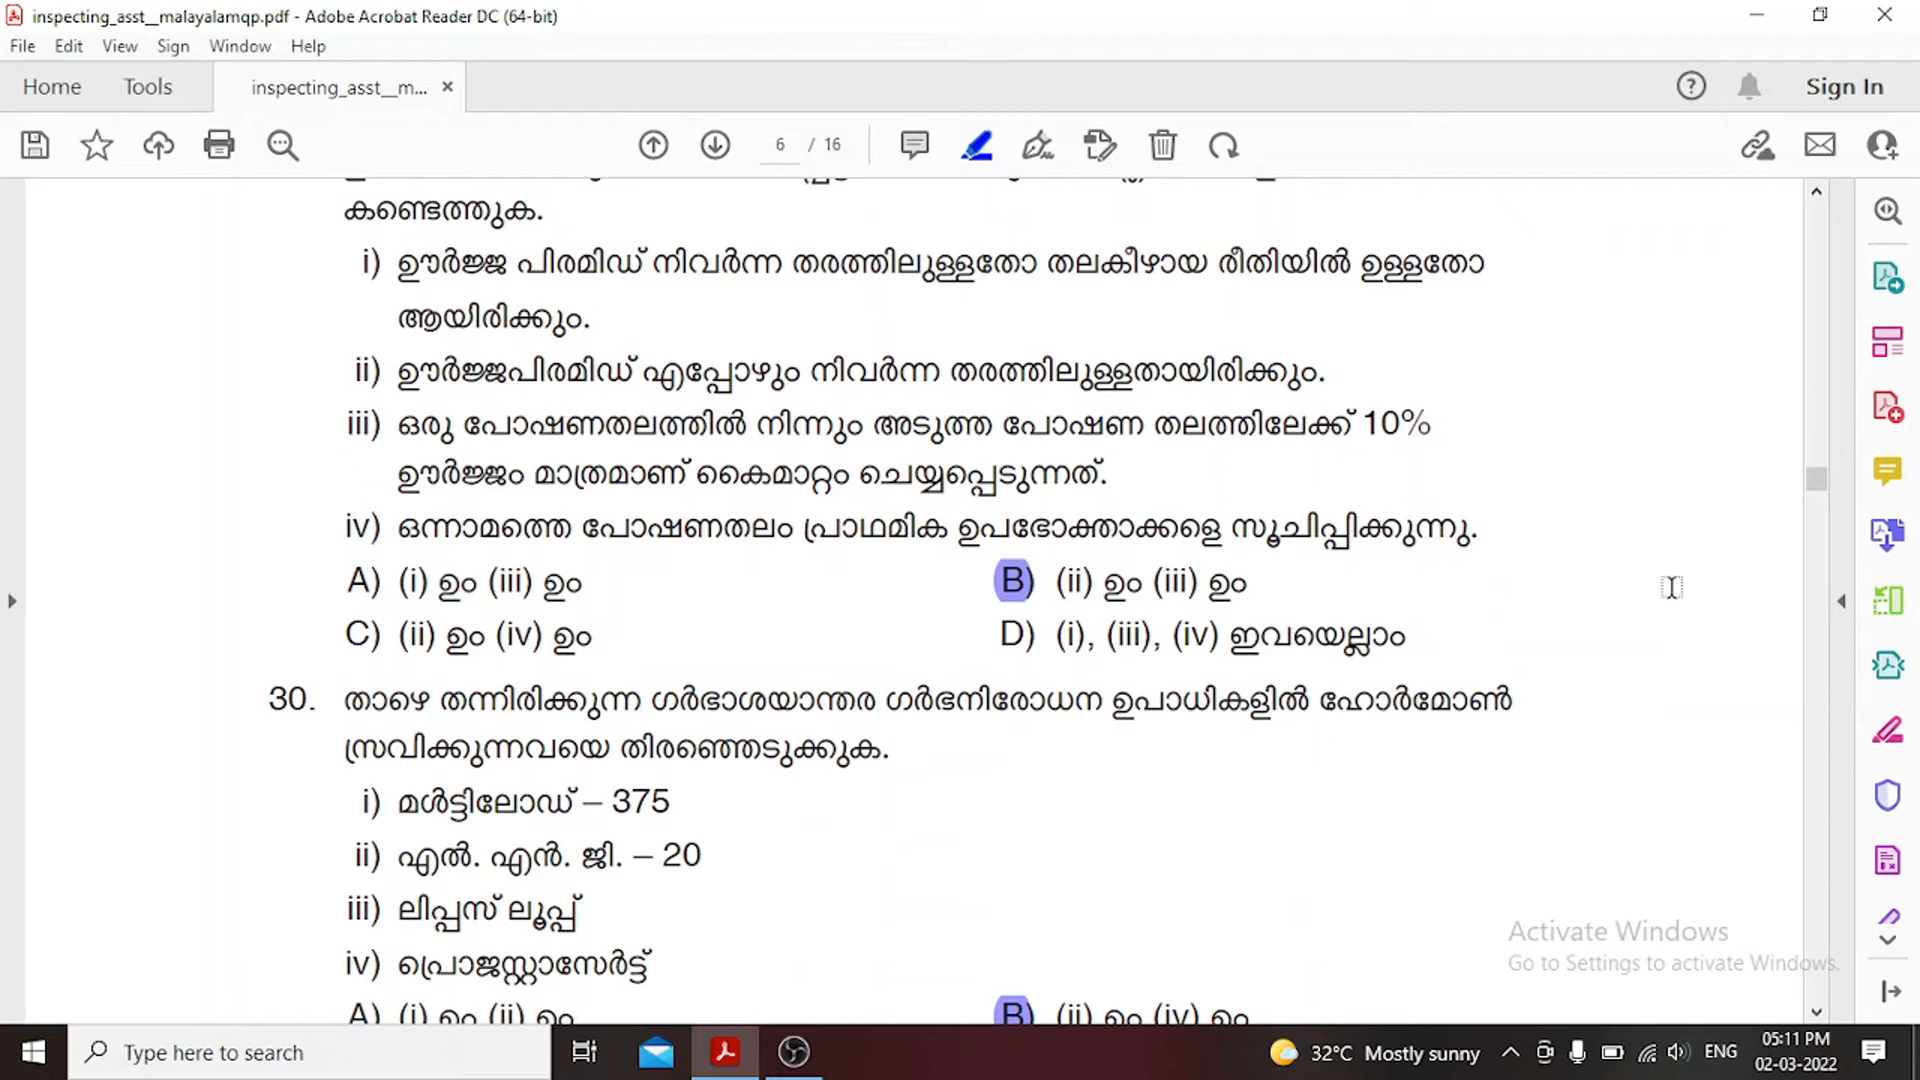 inspecting_asst__malayalamqp.pdf - Adobe Acrobat Reader DC (64-bit)
File Edit View Sign Window Help
Home Tools inspecting_asst__m... × Sign In
6 / 16
കണ്ടെത്തുക.
i) ഊർജ്ജ പിരമിഡ് നിവർന്ന തരത്തിലുള്ളതോ തലകീഴായ രീതിയിൽ ഉള്ളതോ
ആയിരിക്കും.
ii) ഊർജ്ജപിരമിഡ് എപ്പോഴും നിവർന്ന തരത്തിലുള്ളതായിരിക്കും.
iii) ഒരു പോഷണതലത്തിൽ നിന്നും അടുത്ത പോഷണ തലത്തിലേക്ക് 10%
ഊർജ്ജം മാത്രമാണ് കൈമാറ്റം ചെയ്യപ്പെടുന്നത്.
iv) ഒന്നാമത്തെ പോഷണതലം പ്രാഥമിക ഉപഭോക്താക്കളെ സൂചിപ്പിക്കുന്നു.
A) (i) ഉം (iii) ഉം B) (ii) ഉം (iii) ഉം
C) (ii) ഉം (iv) ഉം D) (i), (iii), (iv) ഇവയെല്ലാം
30. താഴെ തന്നിരിക്കുന്ന ഗർഭാശയാന്തര ഗർഭനിരോധന ഉപാധികളിൽ ഹോർമോൺ
സ്രവിക്കുന്നവയെ തിരഞ്ഞെടുക്കുക.
i) മൾട്ടിലോഡ് – 375
ii) എൽ. എൻ. ജി. – 20
iii) ലിപ്പസ് ലൂപ്പ്
iv) പ്രൊജസ്റ്റാസേർട്ട്
A) (i) ഉം (ii) ഉം B) (ii) ഉം (iv) ഉം
Activate Windows
Go to Settings to activate Windows.
Type here to search 32°C Mostly sunny ENG 05:11 PM
02-03-2022